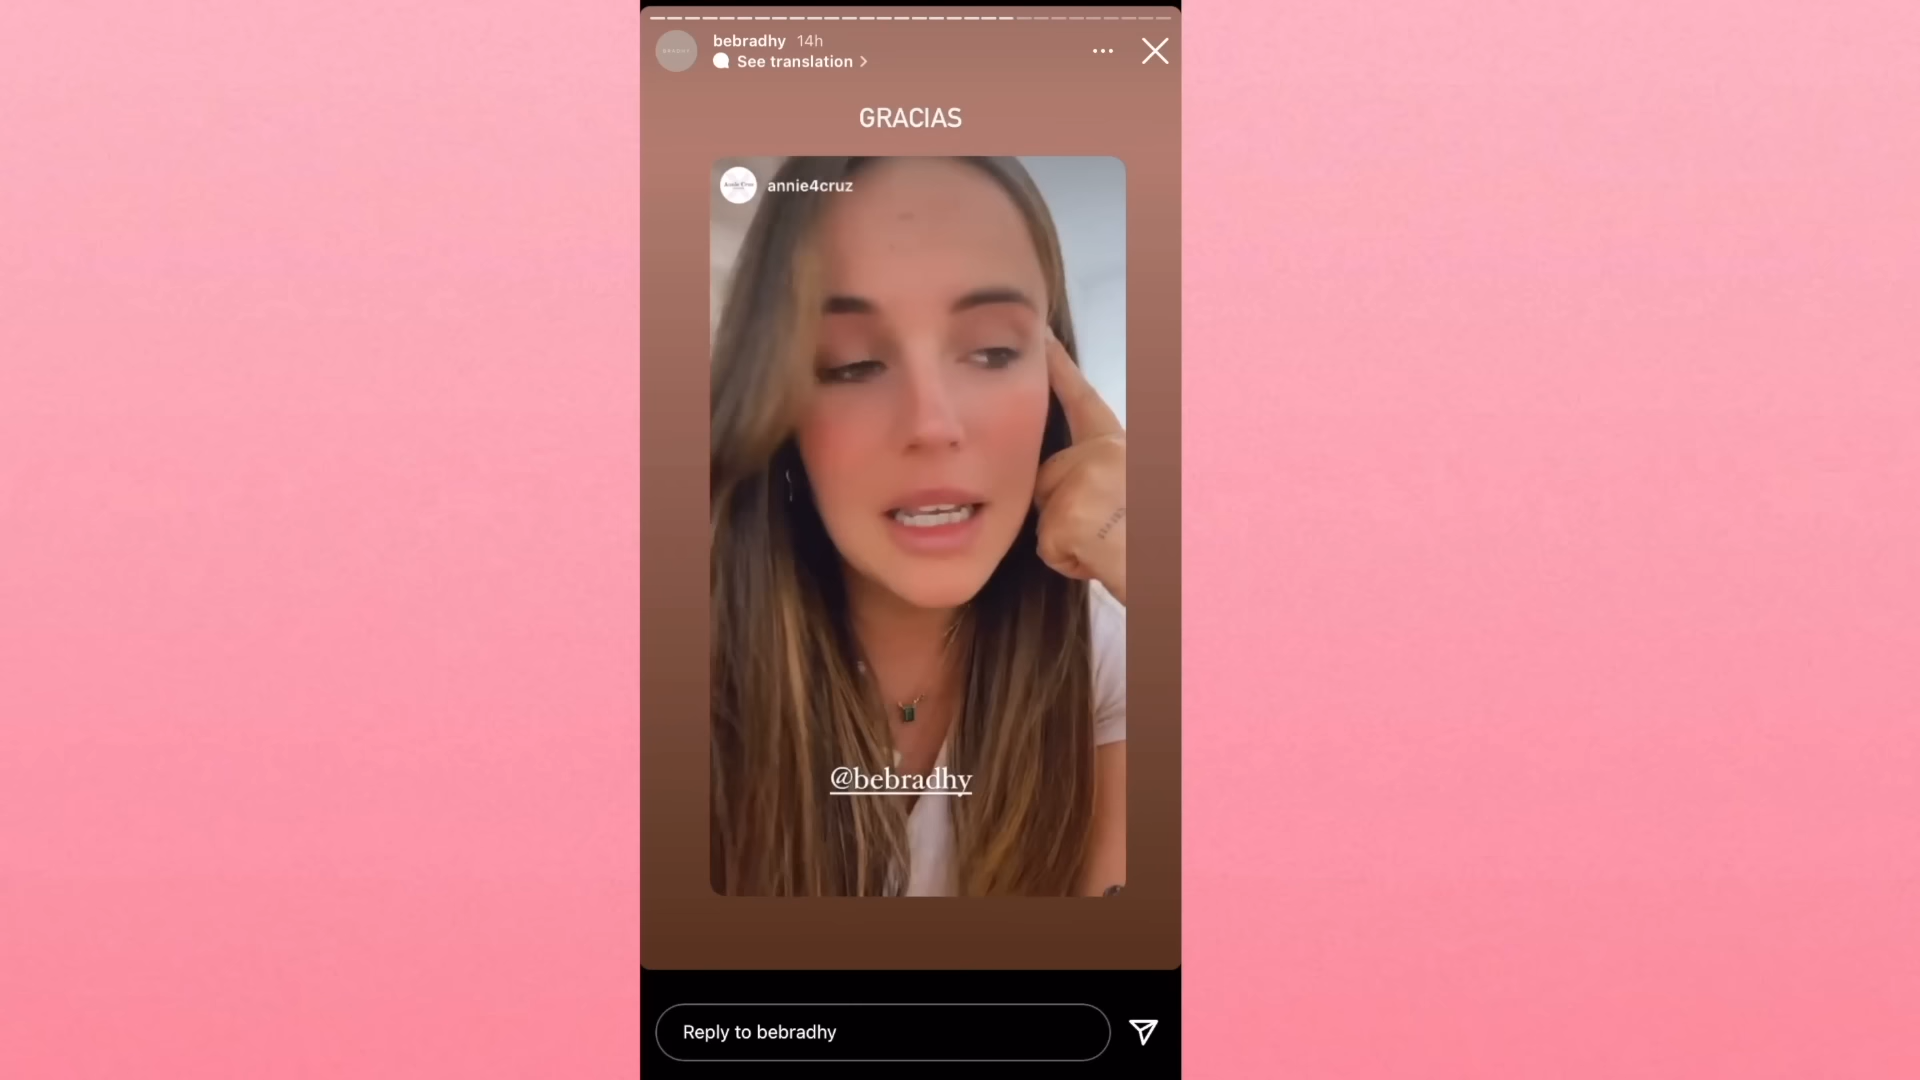 bebradhy 14h
See translation
GRACIAS
annie4cruz
@bebradhy
Reply to bebradhy